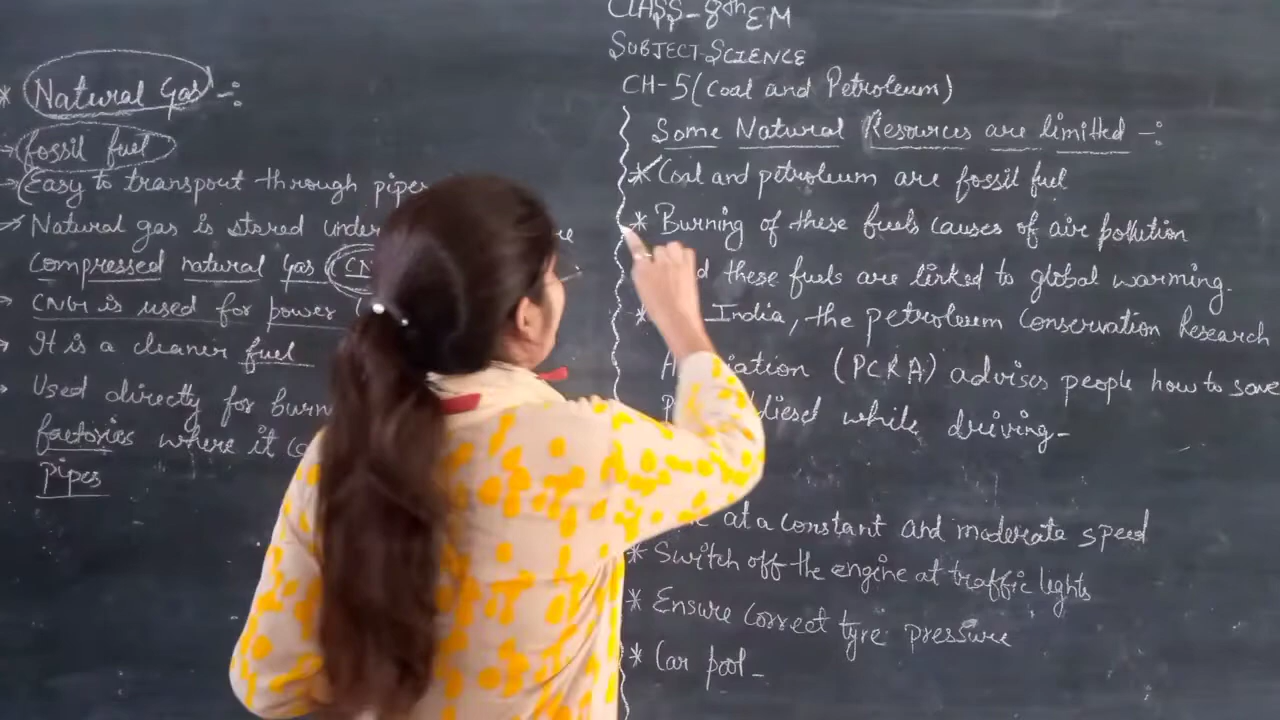 * Natural Gas -:
→ fossil fuel
→ Easy to transport through pipes
→ Natural gas is stored under
compressed natural Gas (CN
→ CNG is used for power
→ It is a cleaner fuel
Used directly for burn
factories where it
pipes
CLASS-8th EM
SUBJECT-SCIENCE
CH-5 (Coal and Petroleum)
Some Natural Resources are limitted -:
* Coal and petroleum are fossil fuel
* Burning of these fuels causes of air pollution
these fuels are linked to global warming.
* India, the petroleum Conservation Research
A iation (PCRA) advises people how to save
P diesel while driving-
at a constant and moderate speed
* Switch off the engine at traffic lights
* Ensure correct tyre pressure
* Car pool_